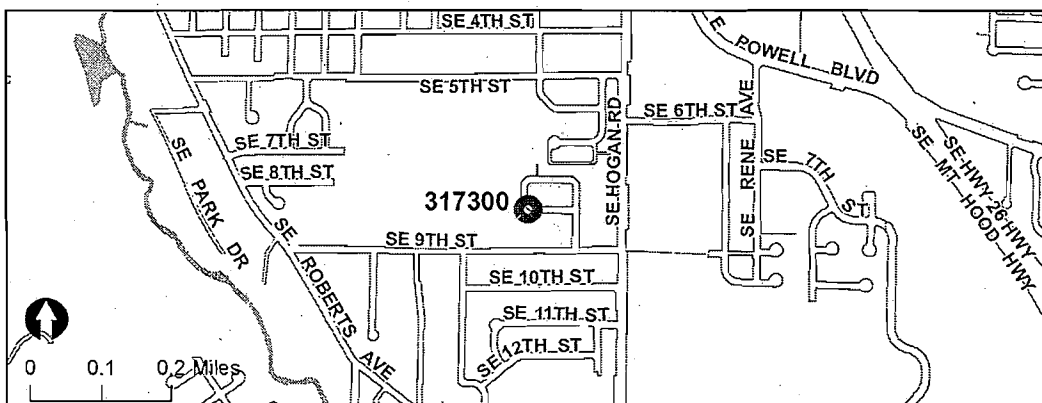 SE 4TH ST
E POWELL BLVD
SE 5TH ST
SE 6TH ST
SE HOGAN RD
SE RENE AVE
SE 7TH ST
SE 7TH ST
SE 8TH ST
SE PARK DR
SE HWY 26 HWY
SE MT HOOD HWY
317300
SE 9TH ST
SE ROBERTS AVE
SE 10TH ST
SE 11TH ST
SE 12TH ST
0 0.1 0.2 Miles